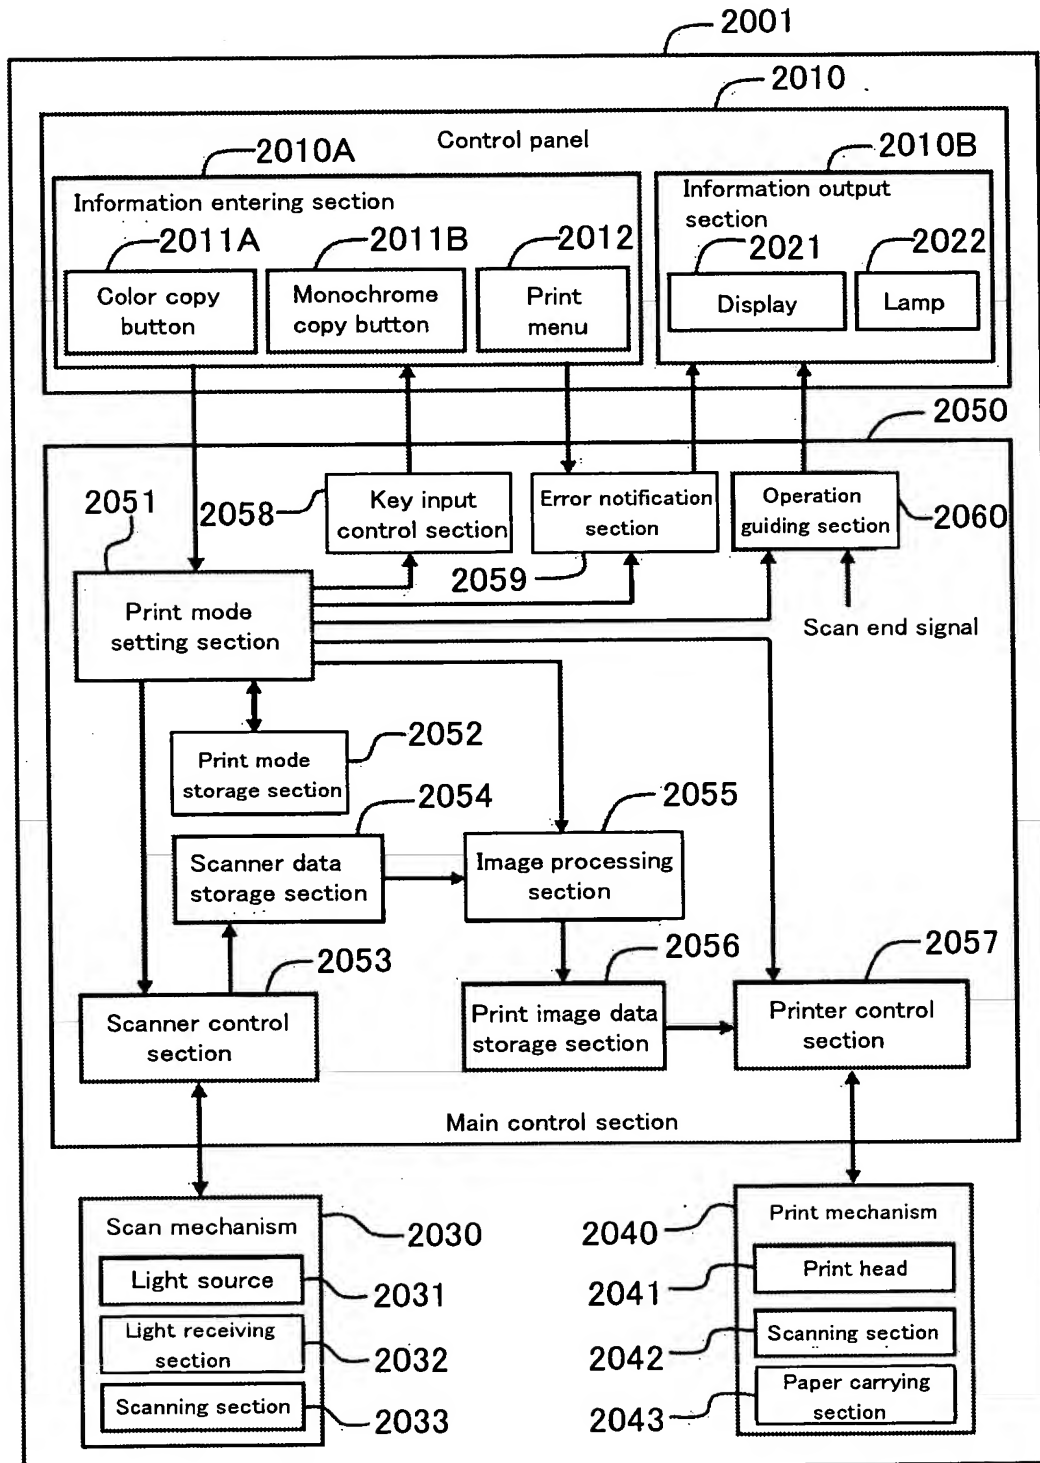 2001
2010
Control panel
2010A
2010B
Information entering section
Information output
section
2011A
2011B
2012
2021
2022
Color copy
button
Monochrome
copy button
Print
menu
Display
Lamp
2050
2051
2058
Key input
control section
Error notification
section
Operation
guiding section
2060
2059
Print mode
setting section
Scan end signal
Print mode
storage section
2052
2054
2055
Scanner data
storage section
Image processing
section
2053
2056
2057
Scanner control
section
Print image data
storage section
Printer control
section
Main control section
Scan mechanism
2030
Light source
2031
Light receiving
section
2032
Scanning section
2033
2040
Print mechanism
2041
Print head
2042
Scanning section
2043
Paper carrying
section